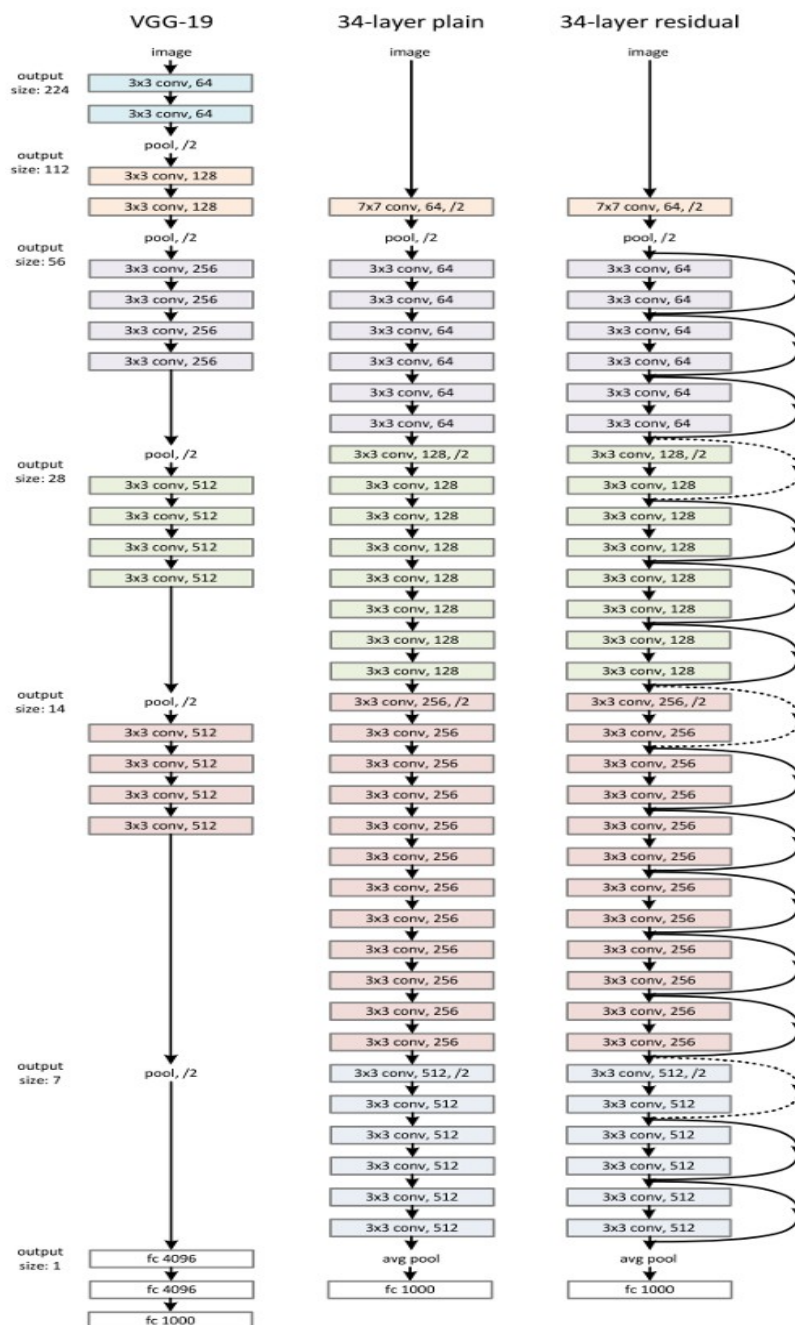 VGG-19
34-layer plain
34-layer residual
output
size: 224
output
size: 112
output
size: 56
output
size: 28
output
size: 14
output
size: 7
output
size: 1
image
3x3 conv, 64
3x3 conv, 64
pool, /2
3x3 conv, 128
3x3 conv, 128
pool, /2
3x3 conv, 256
3x3 conv, 256
3x3 conv, 256
3x3 conv, 256
pool, /2
3x3 conv, 512
3x3 conv, 512
3x3 conv, 512
3x3 conv, 512
pool, /2
3x3 conv, 512
3x3 conv, 512
3x3 conv, 512
3x3 conv, 512
pool, /2
fc 4096
fc 4096
fc 1000
image
7x7 conv, 64, /2
pool, /2
3x3 conv, 64
3x3 conv, 64
3x3 conv, 64
3x3 conv, 64
3x3 conv, 64
3x3 conv, 64
3x3 conv, 128, /2
3x3 conv, 128
3x3 conv, 128
3x3 conv, 128
3x3 conv, 128
3x3 conv, 128
3x3 conv, 128
3x3 conv, 128
3x3 conv, 256, /2
3x3 conv, 256
3x3 conv, 256
3x3 conv, 256
3x3 conv, 256
3x3 conv, 256
3x3 conv, 256
3x3 conv, 256
3x3 conv, 256
3x3 conv, 256
3x3 conv, 256
3x3 conv, 256
3x3 conv, 512, /2
3x3 conv, 512
3x3 conv, 512
3x3 conv, 512
3x3 conv, 512
3x3 conv, 512
avg pool
fc 1000
image
7x7 conv, 64, /2
pool, /2
3x3 conv, 64
3x3 conv, 64
3x3 conv, 64
3x3 conv, 64
3x3 conv, 64
3x3 conv, 64
3x3 conv, 128, /2
3x3 conv, 128
3x3 conv, 128
3x3 conv, 128
3x3 conv, 128
3x3 conv, 128
3x3 conv, 128
3x3 conv, 128
3x3 conv, 256, /2
3x3 conv, 256
3x3 conv, 256
3x3 conv, 256
3x3 conv, 256
3x3 conv, 256
3x3 conv, 256
3x3 conv, 256
3x3 conv, 256
3x3 conv, 256
3x3 conv, 256
3x3 conv, 256
3x3 conv, 512, /2
3x3 conv, 512
3x3 conv, 512
3x3 conv, 512
3x3 conv, 512
3x3 conv, 512
avg pool
fc 1000